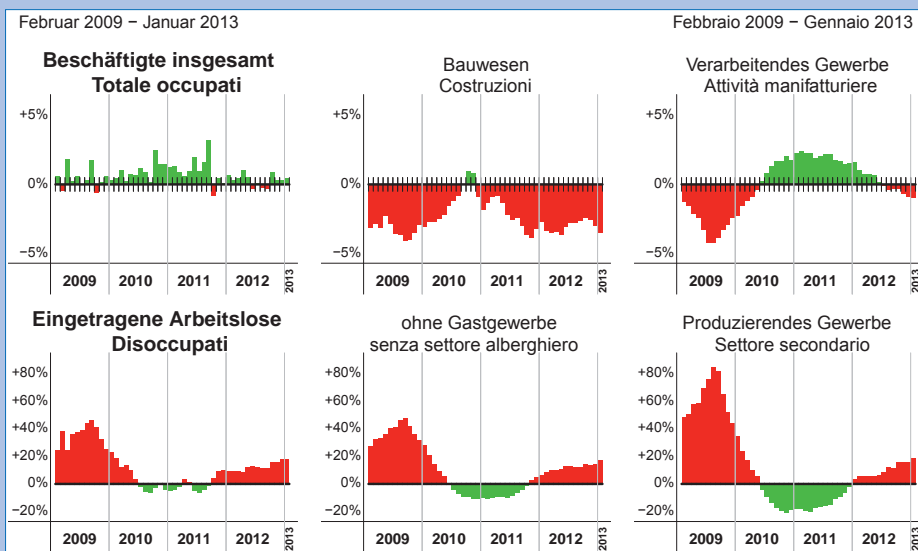 Februar 2009 − Januar 2013
Febbraio 2009 − Gennaio 2013
Beschäftigte insgesamt
Totale occupati
+5%
0%
−5%
2009 2010 2011 2012 2013
Bauwesen
Costruzioni
+5%
0%
−5%
2009 2010 2011 2012 2013
Verarbeitendes Gewerbe
Attività manifatturiere
+5%
0%
−5%
2009 2010 2011 2012 2013
Eingetragene Arbeitslose
Disoccupati
+80%
+60%
+40%
+20%
0%
−20%
2009 2010 2011 2012 2013
ohne Gastgewerbe
senza settore alberghiero
+80%
+60%
+40%
+20%
0%
−20%
2009 2010 2011 2012 2013
Produzierendes Gewerbe
Settore secondario
+80%
+60%
+40%
+20%
0%
−20%
2009 2010 2011 2012 2013